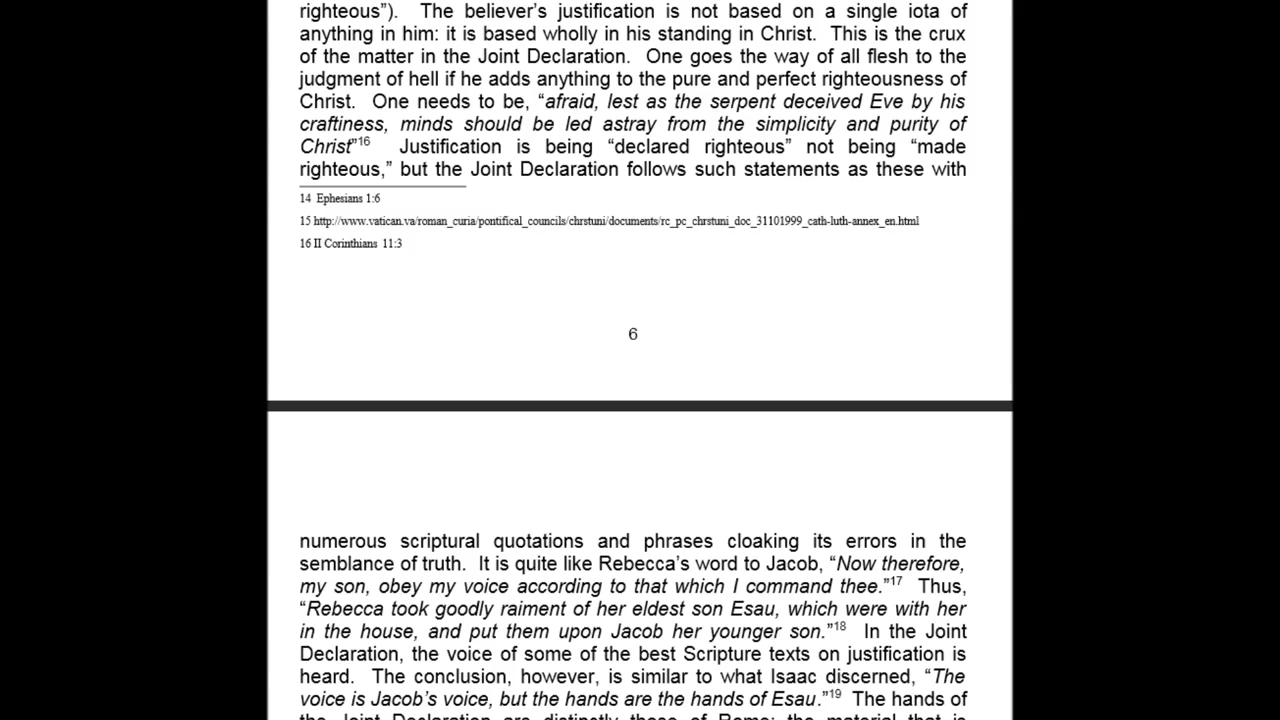 righteous”). The believer’s justification is not based on a single iota of
anything in him: it is based wholly in his standing in Christ. This is the crux
of the matter in the Joint Declaration. One goes the way of all flesh to the
judgment of hell if he adds anything to the pure and perfect righteousness of
Christ. One needs to be, “afraid, lest as the serpent deceived Eve by his
craftiness, minds should be led astray from the simplicity and purity of
Christ”16 Justification is being “declared righteous” not being “made
righteous,” but the Joint Declaration follows such statements as these with
14 Ephesians 1:6
15 http://www.vatican.va/roman_curia/pontifical_councils/chrstuni/documents/rc_pc_chrstuni_doc_31101999_cath-luth-annex_en.html
16 II Corinthians 11:3
6
numerous scriptural quotations and phrases cloaking its errors in the
semblance of truth. It is quite like Rebecca’s word to Jacob, “Now therefore,
my son, obey my voice according to that which I command thee.”17 Thus,
“Rebecca took goodly raiment of her eldest son Esau, which were with her
in the house, and put them upon Jacob her younger son.”18 In the Joint
Declaration, the voice of some of the best Scripture texts on justification is
heard. The conclusion, however, is similar to what Isaac discerned, “The
voice is Jacob’s voice, but the hands are the hands of Esau.”19 The hands of
the Joint Declaration are distinctly those of Rome; the material that is